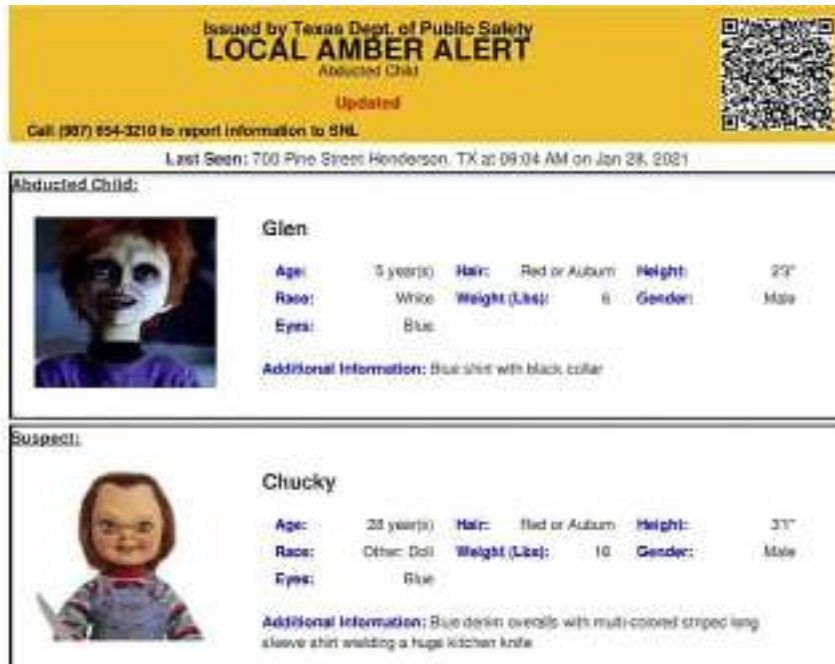 Issued by Texas Dept. of Public Safety
LOCAL AMBER ALERT
Abducted Child
Updated
Call (987) 654-3210 to report information to SNL
Last Seen: 700 Pine Street Henderson, TX at 09:04 AM on Jan 28, 2021
Abducted Child:
Glen
Age: 5 year(s) Hair: Red or Auburn Height: 2'3"
Race: White Weight (Lbs): 6 Gender: Male
Eyes: Blue
Additional Information: Blue shirt with black collar
Suspect:
Chucky
Age: 28 year(s) Hair: Red or Auburn Height: 3'1"
Race: Other: Doll Weight (Lbs): 16 Gender: Male
Eyes: Blue
Additional Information: Blue denim overalls with multi-colored striped long
sleeve shirt wielding a huge kitchen knife